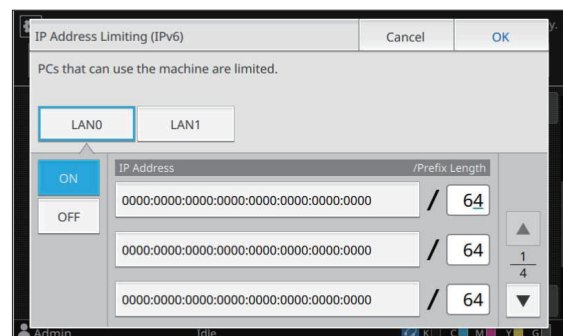 IP Address Limiting (IPv6) Cancel OK
PCs that can use the machine are limited.
LAN0 LAN1
IP Address /Prefix Length
ON
0000:0000:0000:0000:0000:0000:0000:0000 / 64
OFF
0000:0000:0000:0000:0000:0000:0000:0000 / 64
1
4
0000:0000:0000:0000:0000:0000:0000:0000 / 64
Admin Idle K C M Y G